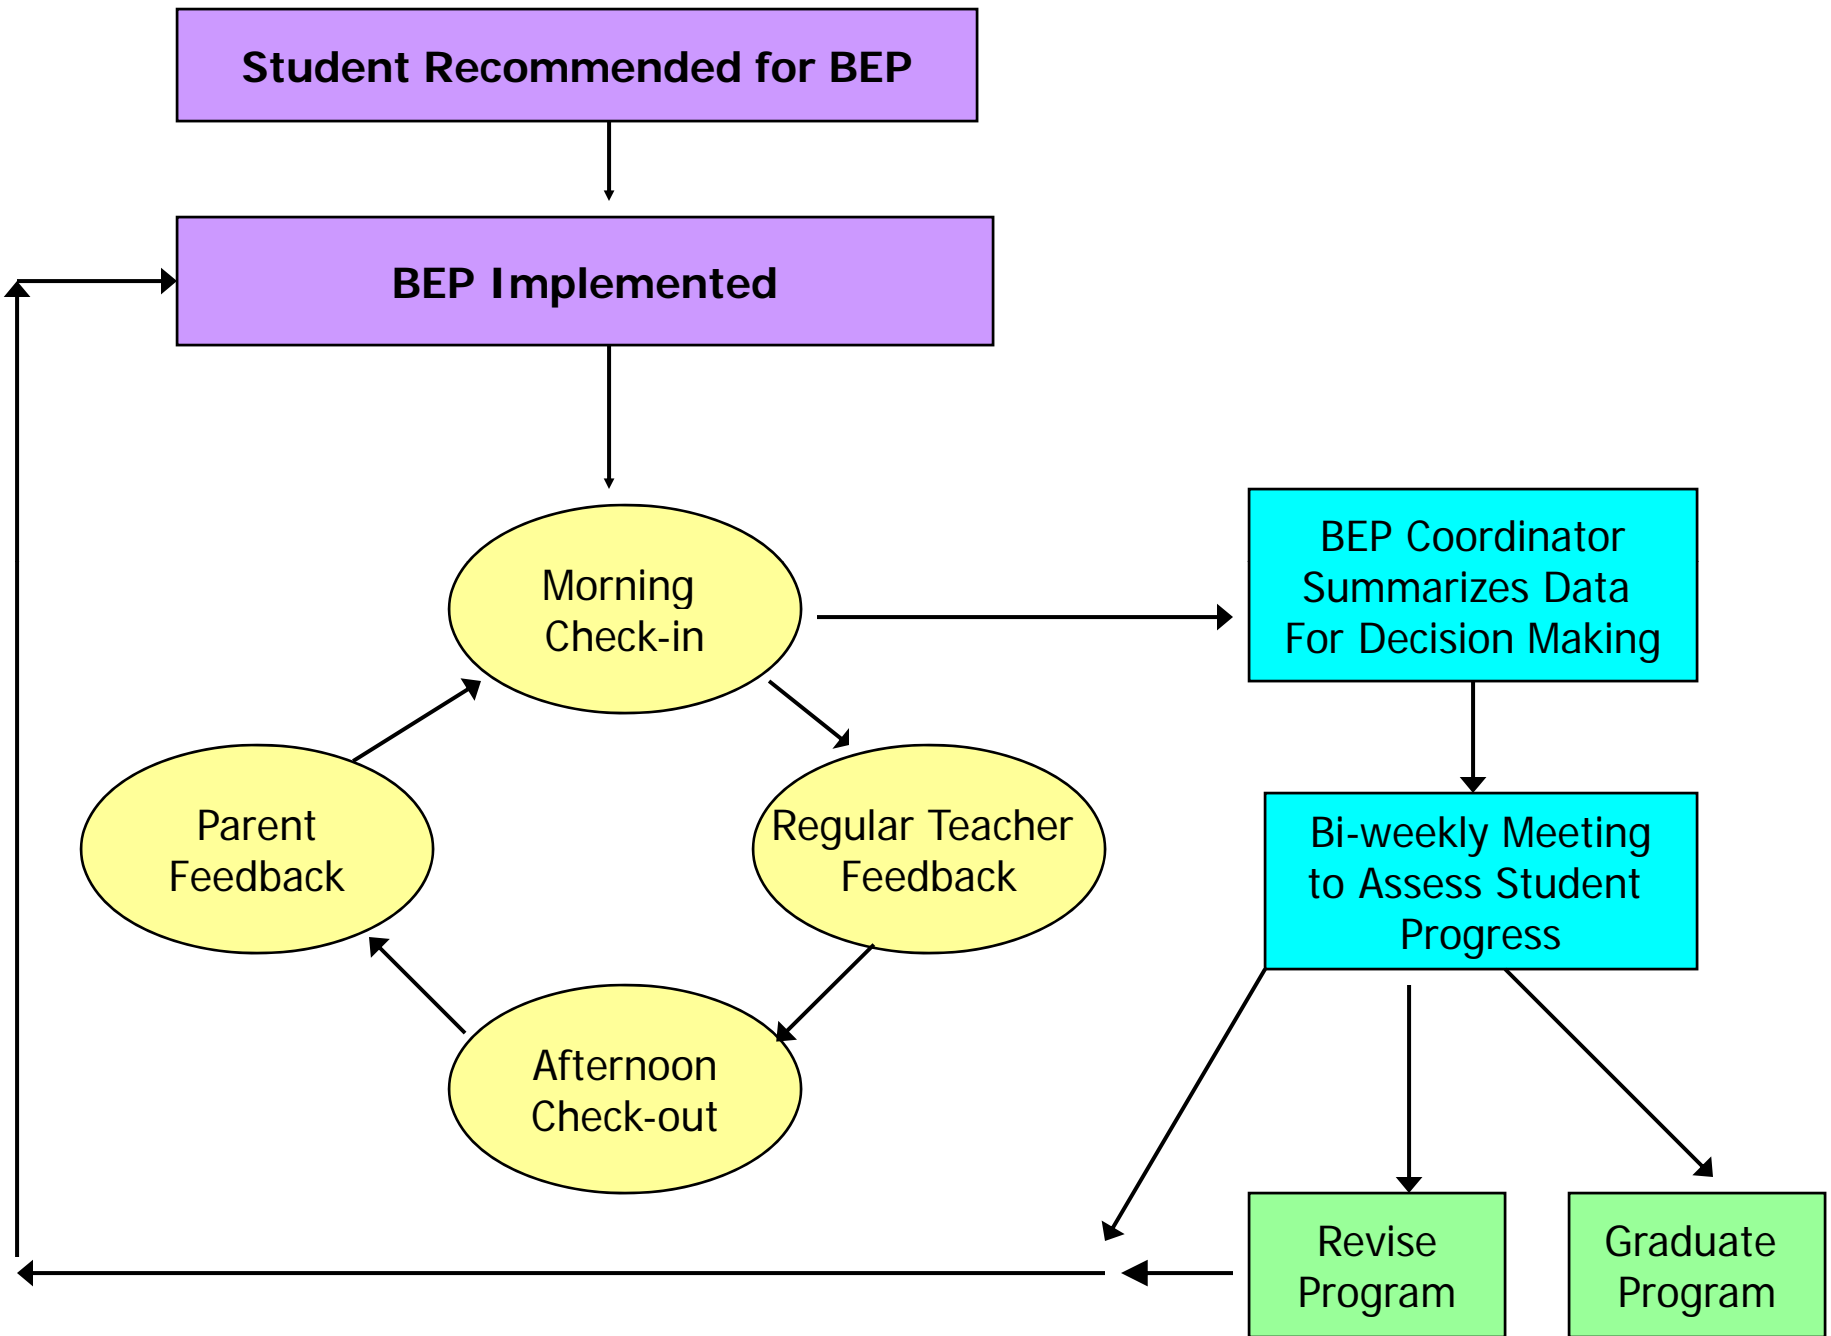 Student Recommended for BEP
BEP Implemented
Morning
Check-in
BEP Coordinator
Summarizes Data
For Decision Making
Parent
Feedback
Regular Teacher
Feedback
Bi-weekly Meeting
to Assess Student
Progress
Afternoon
Check-out
Revise
Program
Graduate
Program